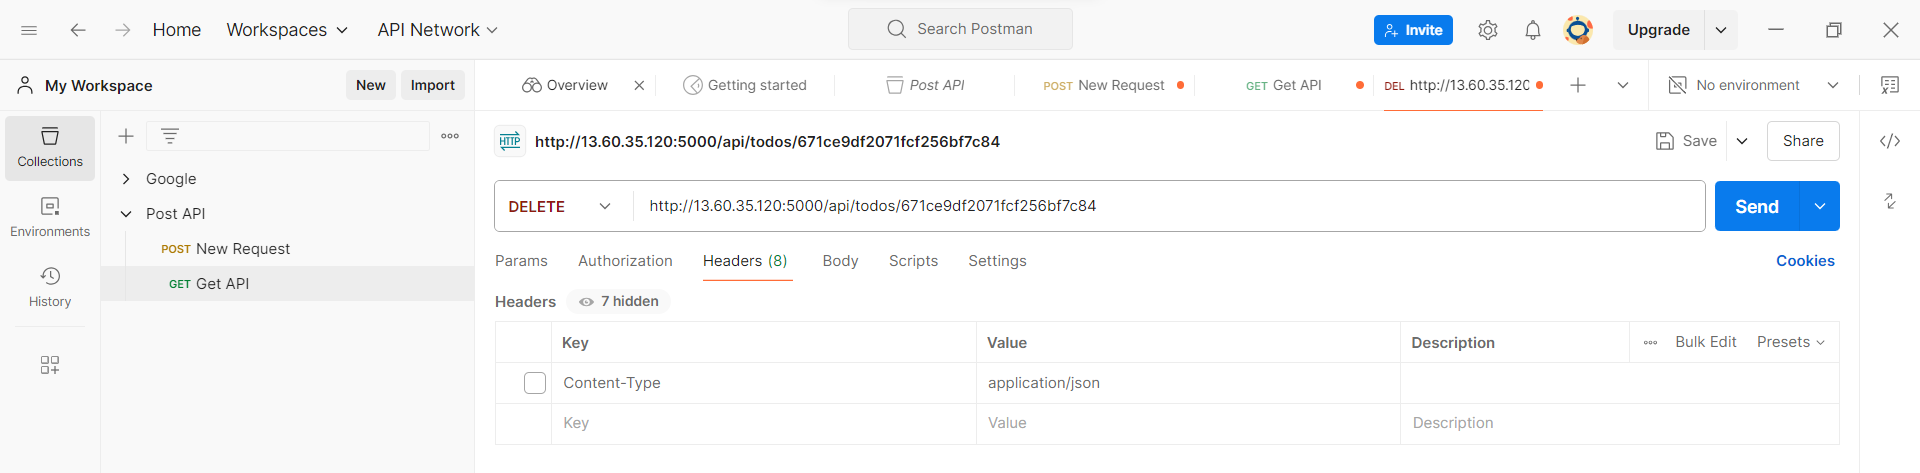 Home Workspaces API Network Search Postman Invite Upgrade
My Workspace New Import Overview Getting started Post API POST New Request GET Get API DEL http://13.60.35.120 No environment
Collections
Environments
History
Google
Post API
POST New Request
GET Get API
HTTP http://13.60.35.120:5000/api/todos/671ce9df2071fcf256bf7c84 Save Share
DELETE http://13.60.35.120:5000/api/todos/671ce9df2071fcf256bf7c84 Send
Params Authorization Headers (8) Body Scripts Settings Cookies
Headers 7 hidden
Key Value Description Bulk Edit Presets
Content-Type application/json
Key Value Description